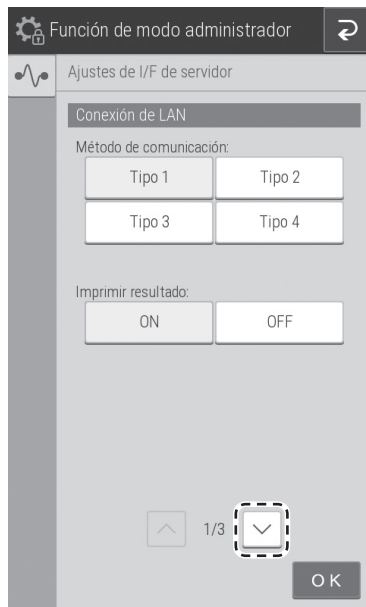 Función de modo administrador
Ajustes de I/F de servidor
Conexión de LAN
Método de comunicación:
Tipo 1 Tipo 2
Tipo 3 Tipo 4
Imprimir resultado:
ON OFF
1/3
OK